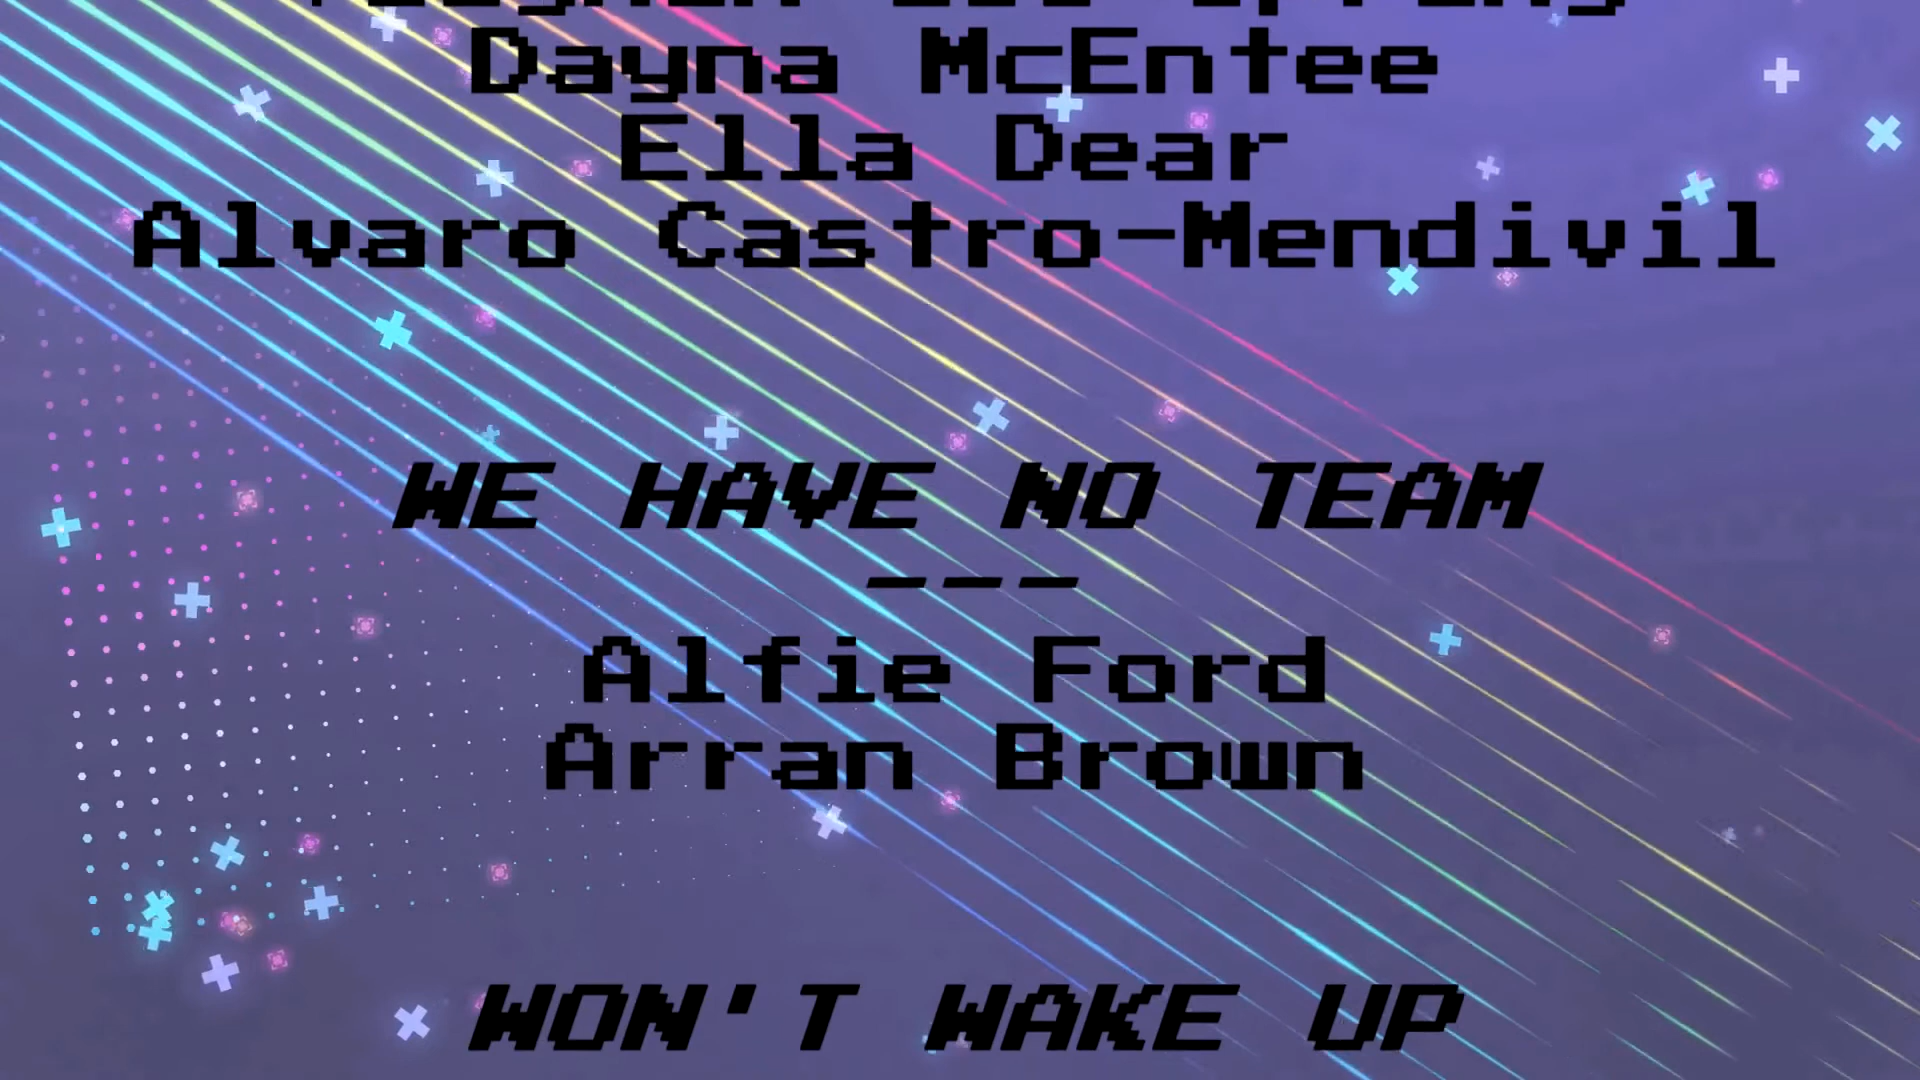 Dayna McEntee
Ella Dear
Alvaro Castro-Mendivil
WE HAVE NO TEAM
---
Alfie Ford
Arran Brown
WON'T WAKE UP